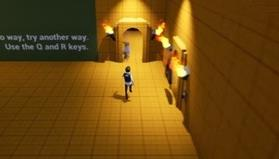 o way, try another way.
Use the Q and R keys.